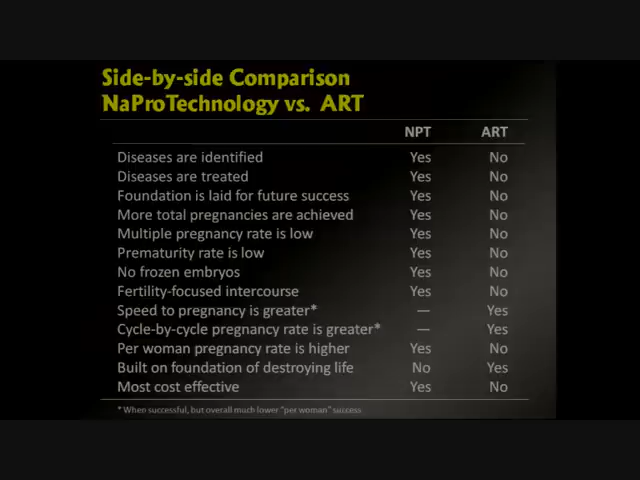 Side-by-side Comparison
NaProTechnology vs. ART
NPT ART
Diseases are identified Yes No
Diseases are treated Yes No
Foundation is laid for future success Yes No
More total pregnancies are achieved Yes No
Multiple pregnancy rate is low Yes No
Prematurity rate is low Yes No
No frozen embryos Yes No
Fertility-focused intercourse Yes No
Speed to pregnancy is greater* — Yes
Cycle-by-cycle pregnancy rate is greater* — Yes
Per woman pregnancy rate is higher Yes No
Built on foundation of destroying life No Yes
Most cost effective Yes No
* When successful, but overall much lower "per woman" success